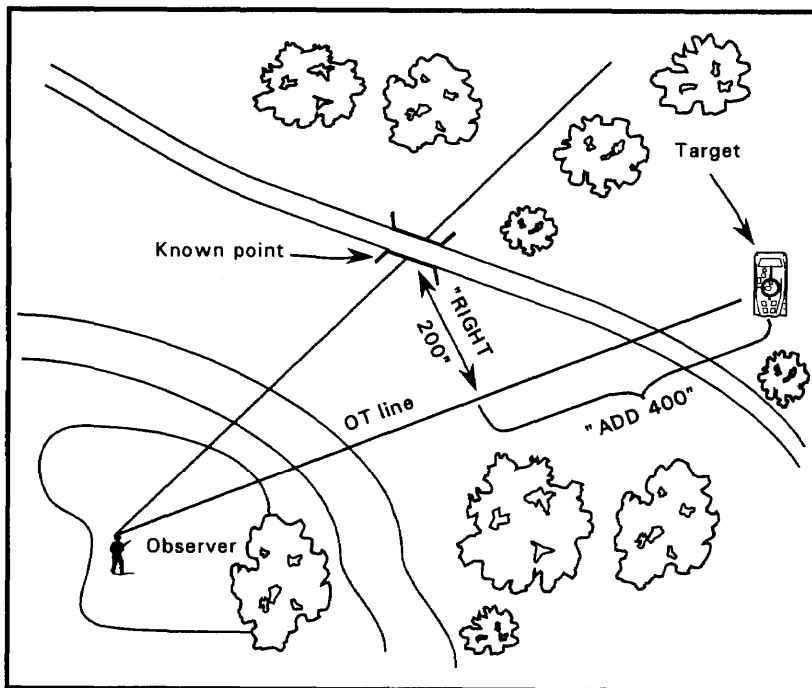 Target
Known point
"RIGHT
200"
OT line
"ADD 400"
Observer